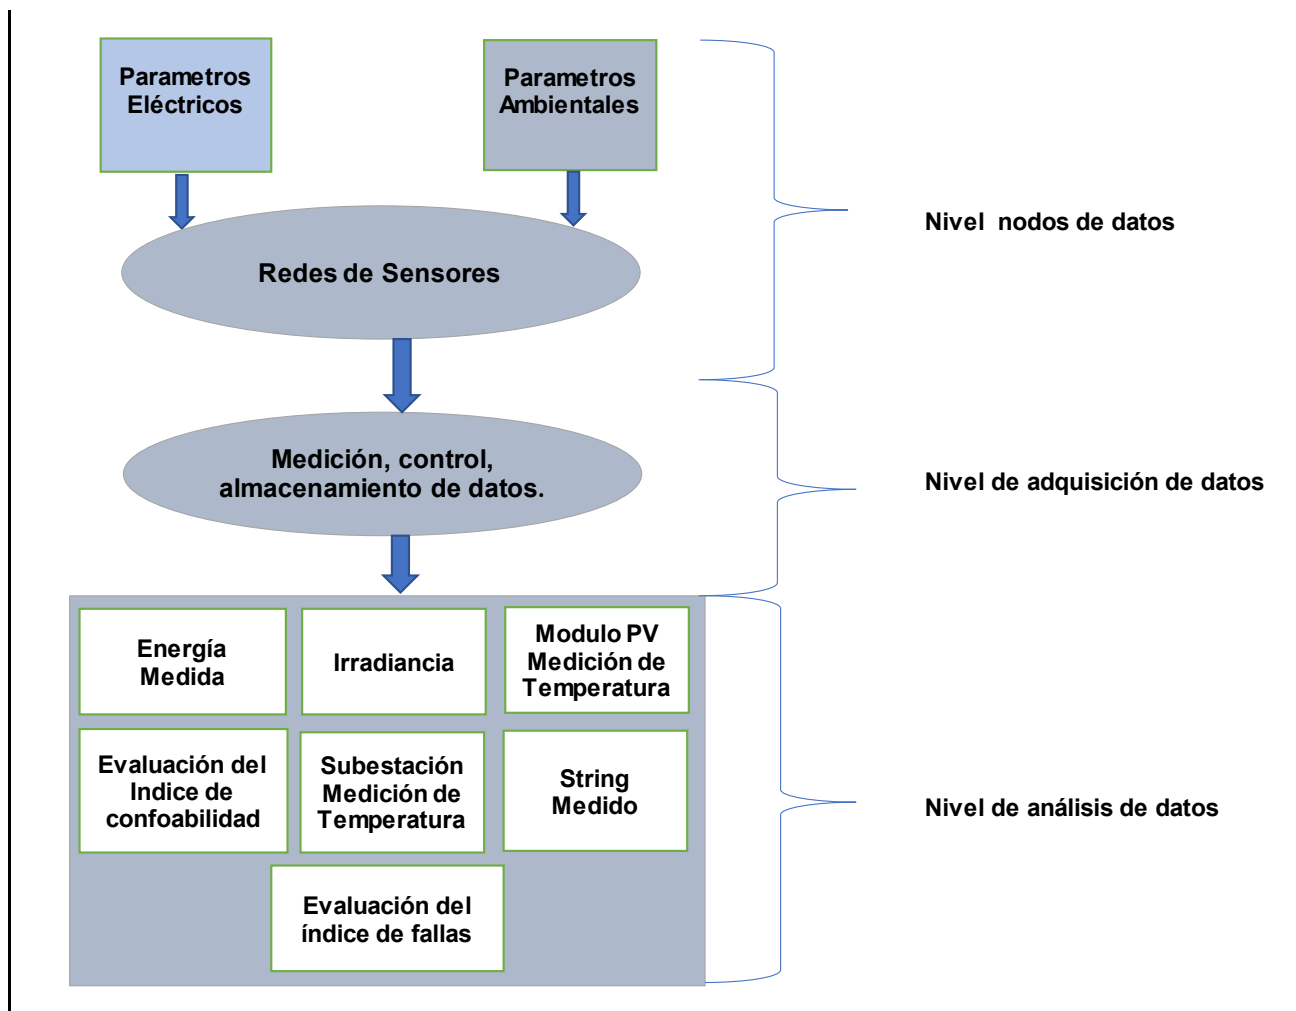 Parametros
Eléctricos
Parametros
Ambientales
Nivel nodos de datos
Redes de Sensores
Medición, control,
almacenamiento de datos.
Nivel de adquisición de datos
Energía
Medida
Irradiancia
Modulo PV
Medición de
Temperatura
Evaluación del
Indice de
confoabilidad
Subestación
Medición de
Temperatura
String
Medido
Nivel de análisis de datos
Evaluación del
índice de fallas